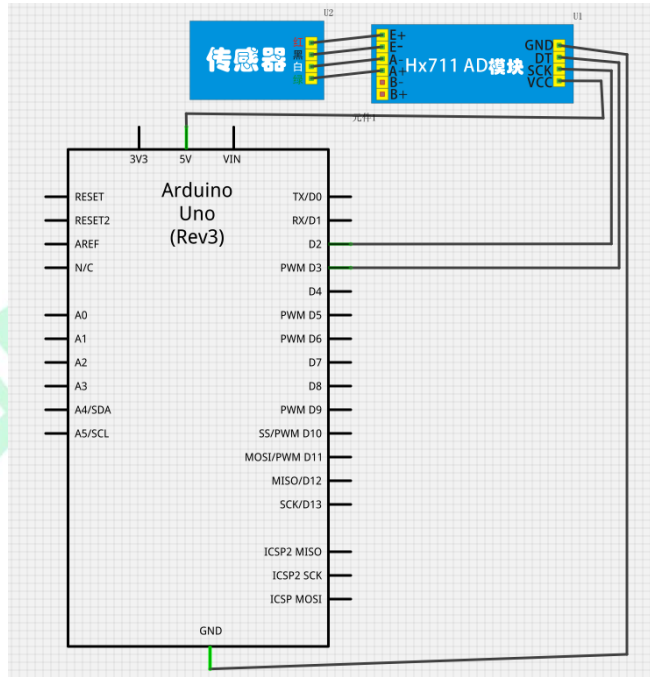 U2
U1
传感器
红
黑
白
绿
E+
E-
A-
A+
B-
B+
Hx711 AD模块
GND
DT
SCK
VCC
元件1
3V3
5V
VIN
Arduino
Uno
(Rev3)
RESET
RESET2
AREF
N/C
A0
A1
A2
A3
A4/SDA
A5/SCL
TX/D0
RX/D1
D2
PWM D3
D4
PWM D5
PWM D6
D7
D8
PWM D9
SS/PWM D10
MOSI/PWM D11
MISO/D12
SCK/D13
ICSP2 MISO
ICSP2 SCK
ICSP MOSI
GND